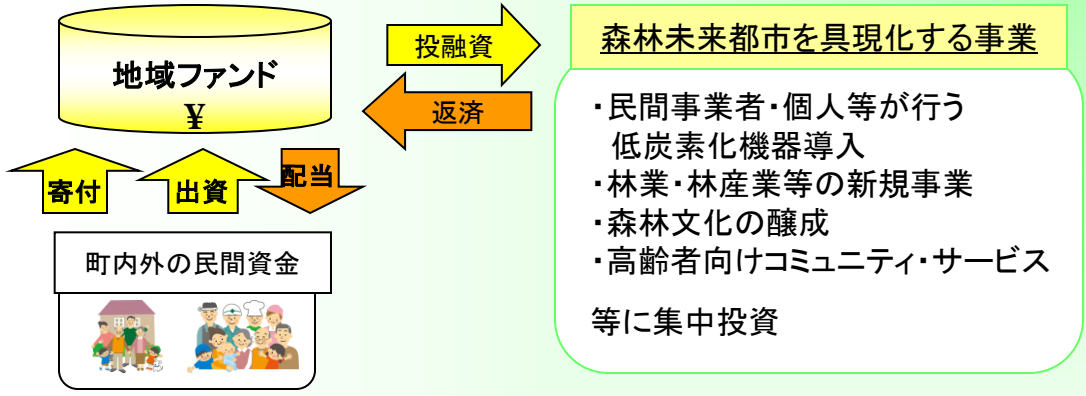 地域ファンド
¥
投融資
返済
寄付
出資
配当
町内外の民間資金
森林未来都市を具現化する事業
・民間事業者・個人等が行う
低炭素化機器導入
・林業・林産業等の新規事業
・森林文化の醸成
・高齢者向けコミュニティ・サービス
等に集中投資